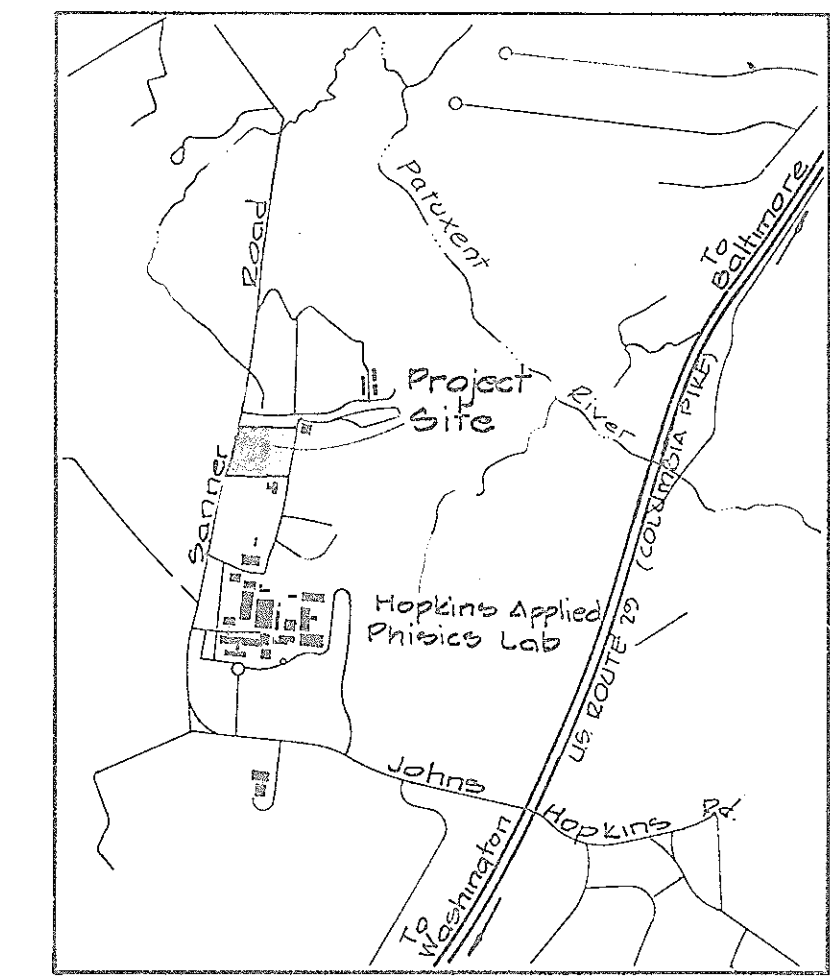 Patuxent
To
Baltimore
Road
Project
Site
River
Sanner
(COLUMBIA PIKE)
Hopkins Applied
Phisics Lab
U.S. ROUTE 29
Johns
Hopkins Rd.
To
Washington